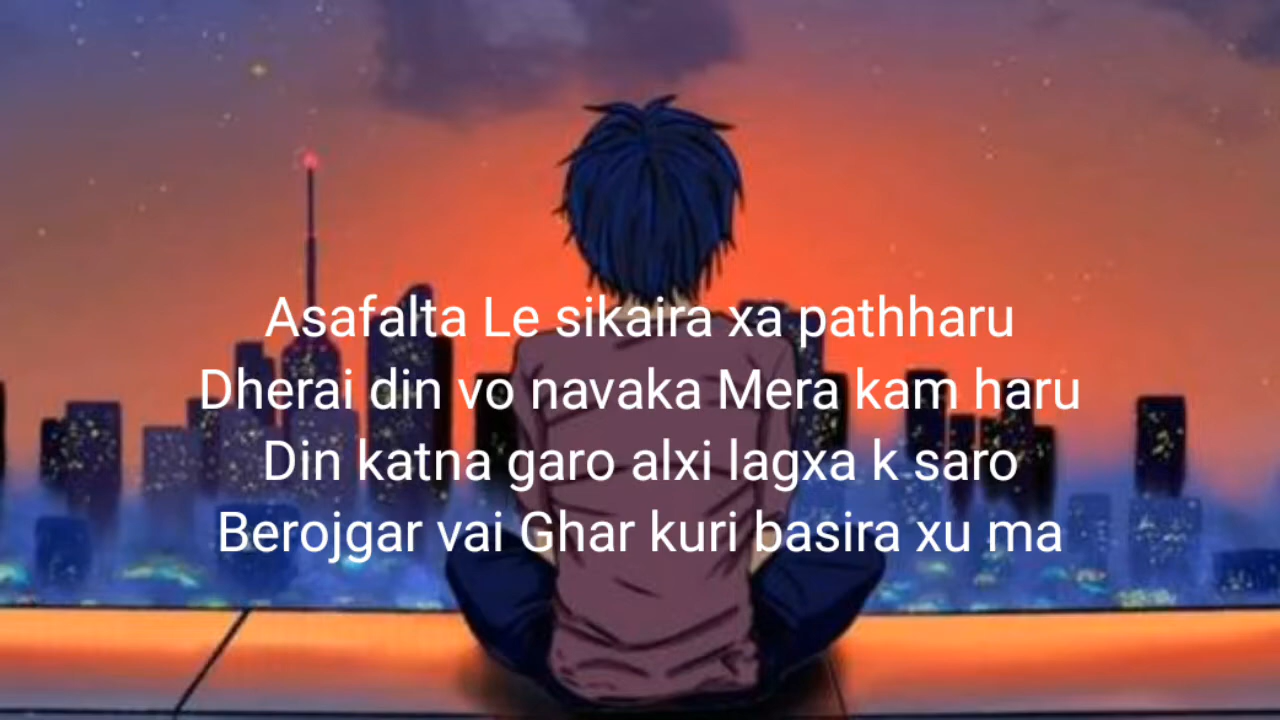 Asafalta Le sikaira xa pathharu
Dherai din vo navaka Mera kam haru
Din katna garo alxi lagxa k saro
Berojgar vai Ghar kuri basira xu ma